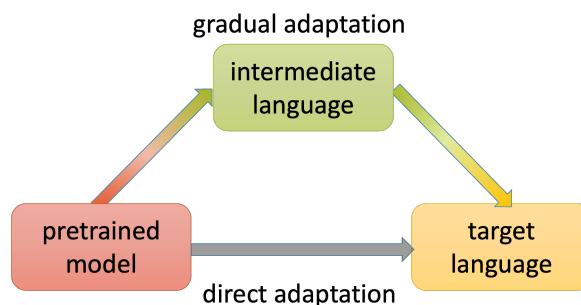 gradual adaptation
intermediate
language
pretrained
model
target
language
direct adaptation